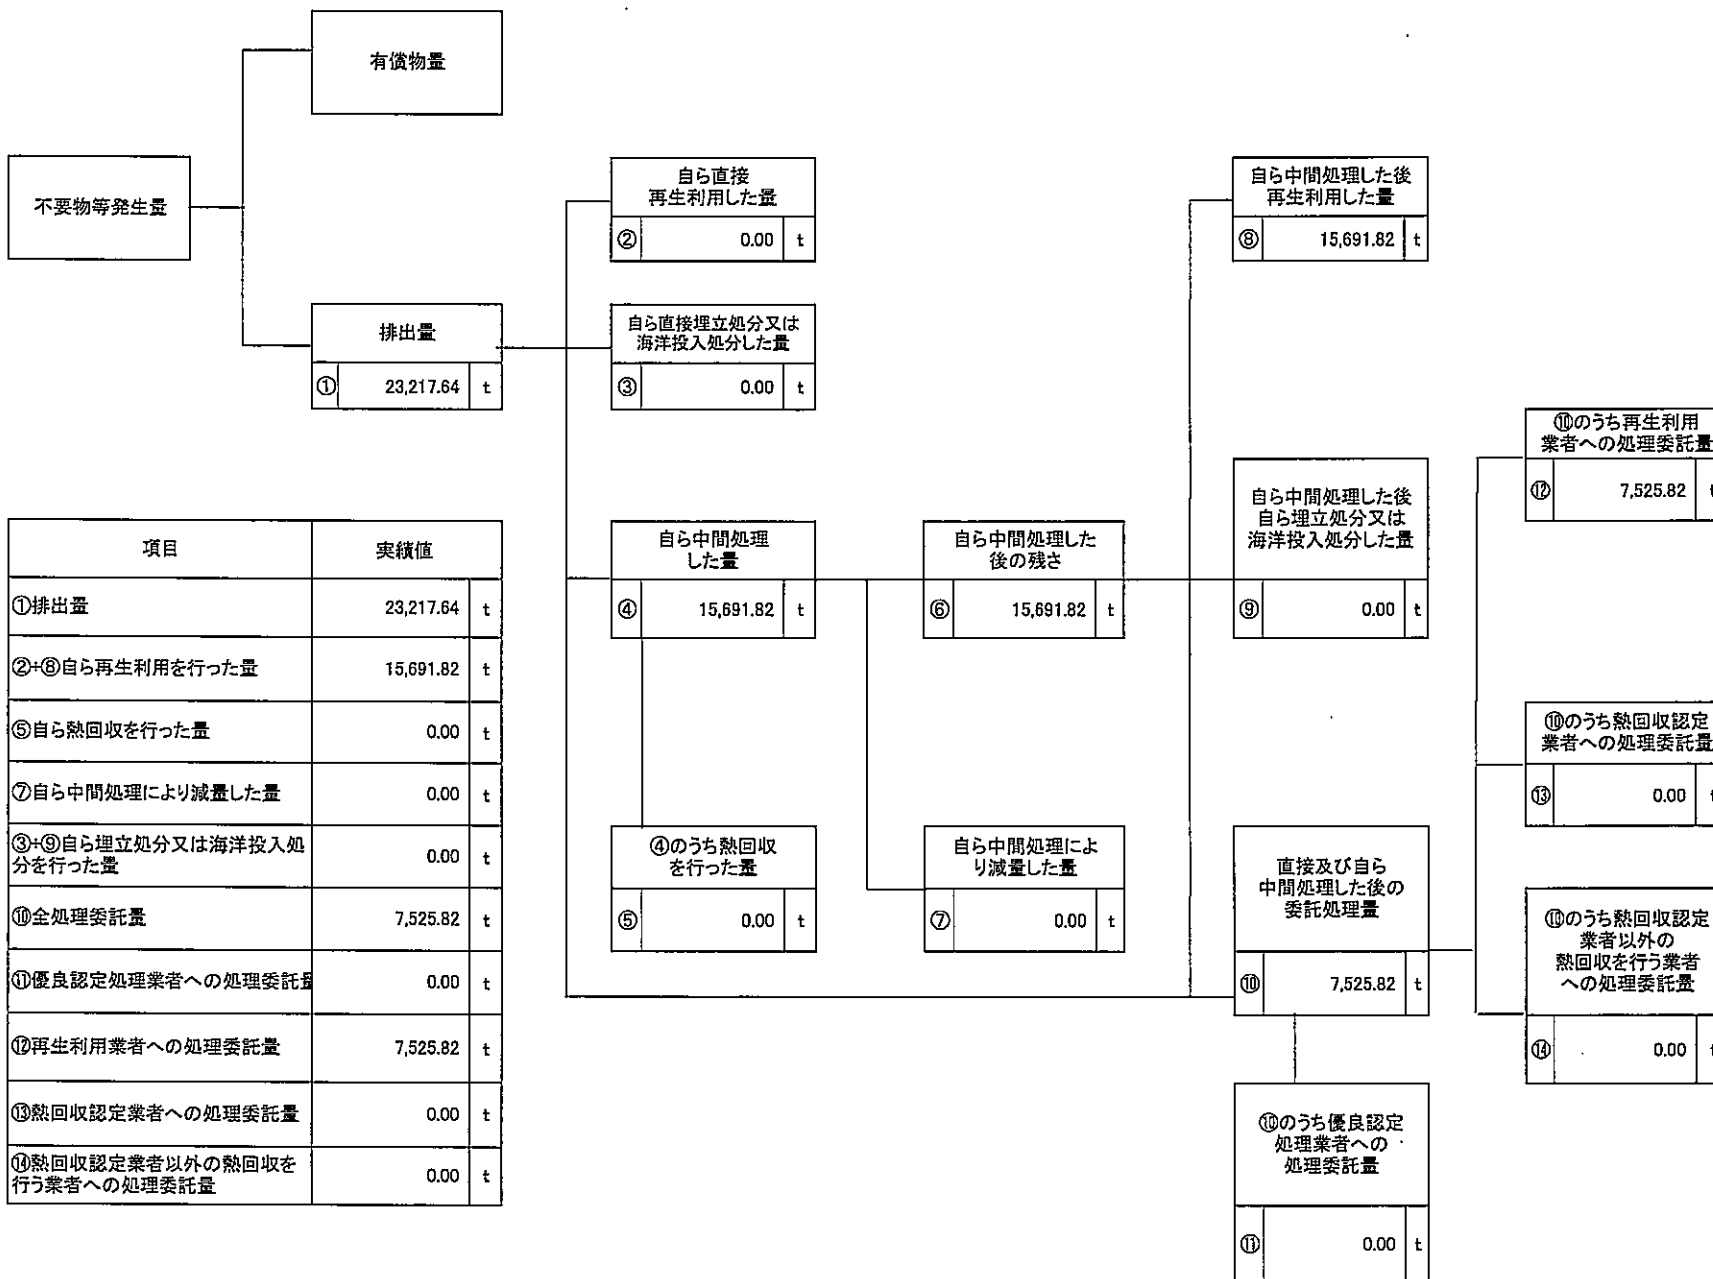 有償物量
不要物等発生量
排出量
① 23,217.64 t
自ら直接
再生利用した量
② 0.00 t
自ら直接埋立処分又は
海洋投入処分した量
③ 0.00 t
自ら中間処理
した量
④ 15,691.82 t
④のうち熱回収
を行った量
⑤ 0.00 t
自ら中間処理した
後の残さ
⑥ 15,691.82 t
自ら中間処理によ
り減量した量
⑦ 0.00 t
自ら中間処理した後
再生利用した量
⑧ 15,691.82 t
自ら中間処理した後
自ら埋立処分又は
海洋投入処分した量
⑨ 0.00 t
直接及び自ら
中間処理した後の
委託処理量
⑩ 7,525.82 t
⑩のうち優良認定
処理業者への
処理委託量
⑪ 0.00 t
⑩のうち再生利用
業者への処理委託量
⑫ 7,525.82 t
⑩のうち熱回収認定
業者への処理委託量
⑬ 0.00 t
⑩のうち熱回収認定
業者以外の
熱回収を行う業者
への処理委託量
⑭ 0.00 t
項目 実績値
①排出量 23,217.64 t
②+⑧自ら再生利用を行った量 15,691.82 t
⑤自ら熱回収を行った量 0.00 t
⑦自ら中間処理により減量した量 0.00 t
③+⑨自ら埋立処分又は海洋投入処
分を行った量 0.00 t
⑩全処理委託量 7,525.82 t
⑪優良認定処理業者への処理委託量 0.00 t
⑫再生利用業者への処理委託量 7,525.82 t
⑬熱回収認定業者への処理委託量 0.00 t
⑭熱回収認定業者以外の熱回収を
行う業者への処理委託量 0.00 t